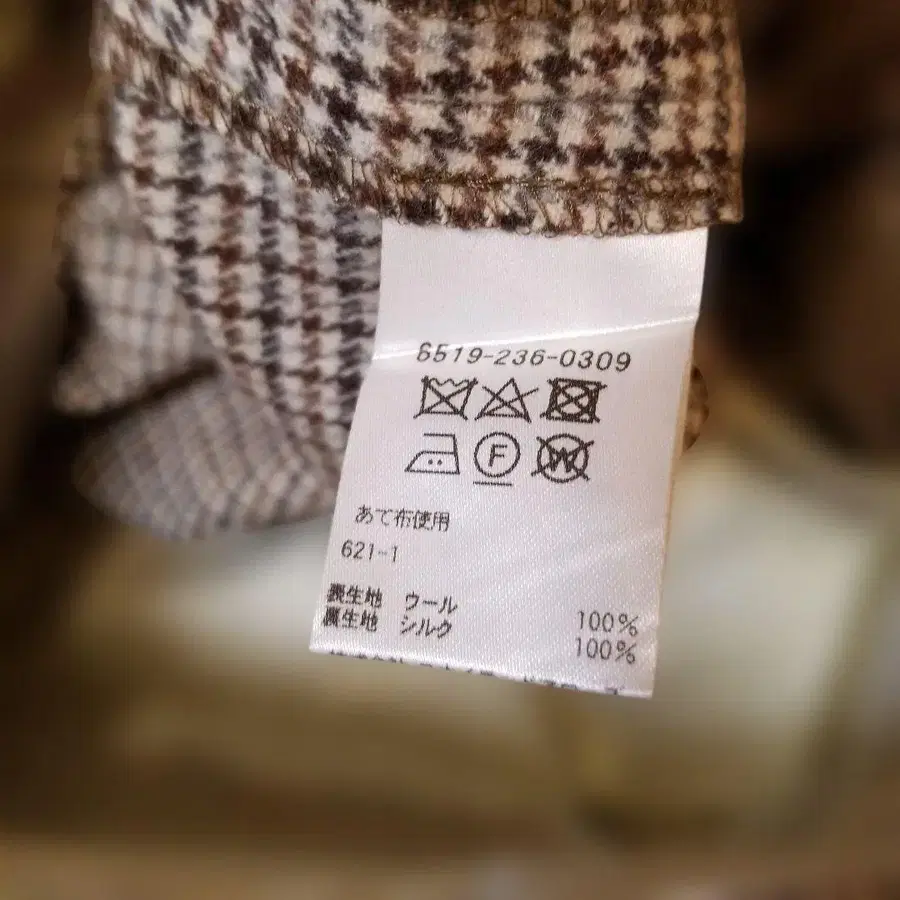 6519-236-0309
F
W
あて布使用
621-1
表生地 ウール 100%
裏生地 シルク 100%